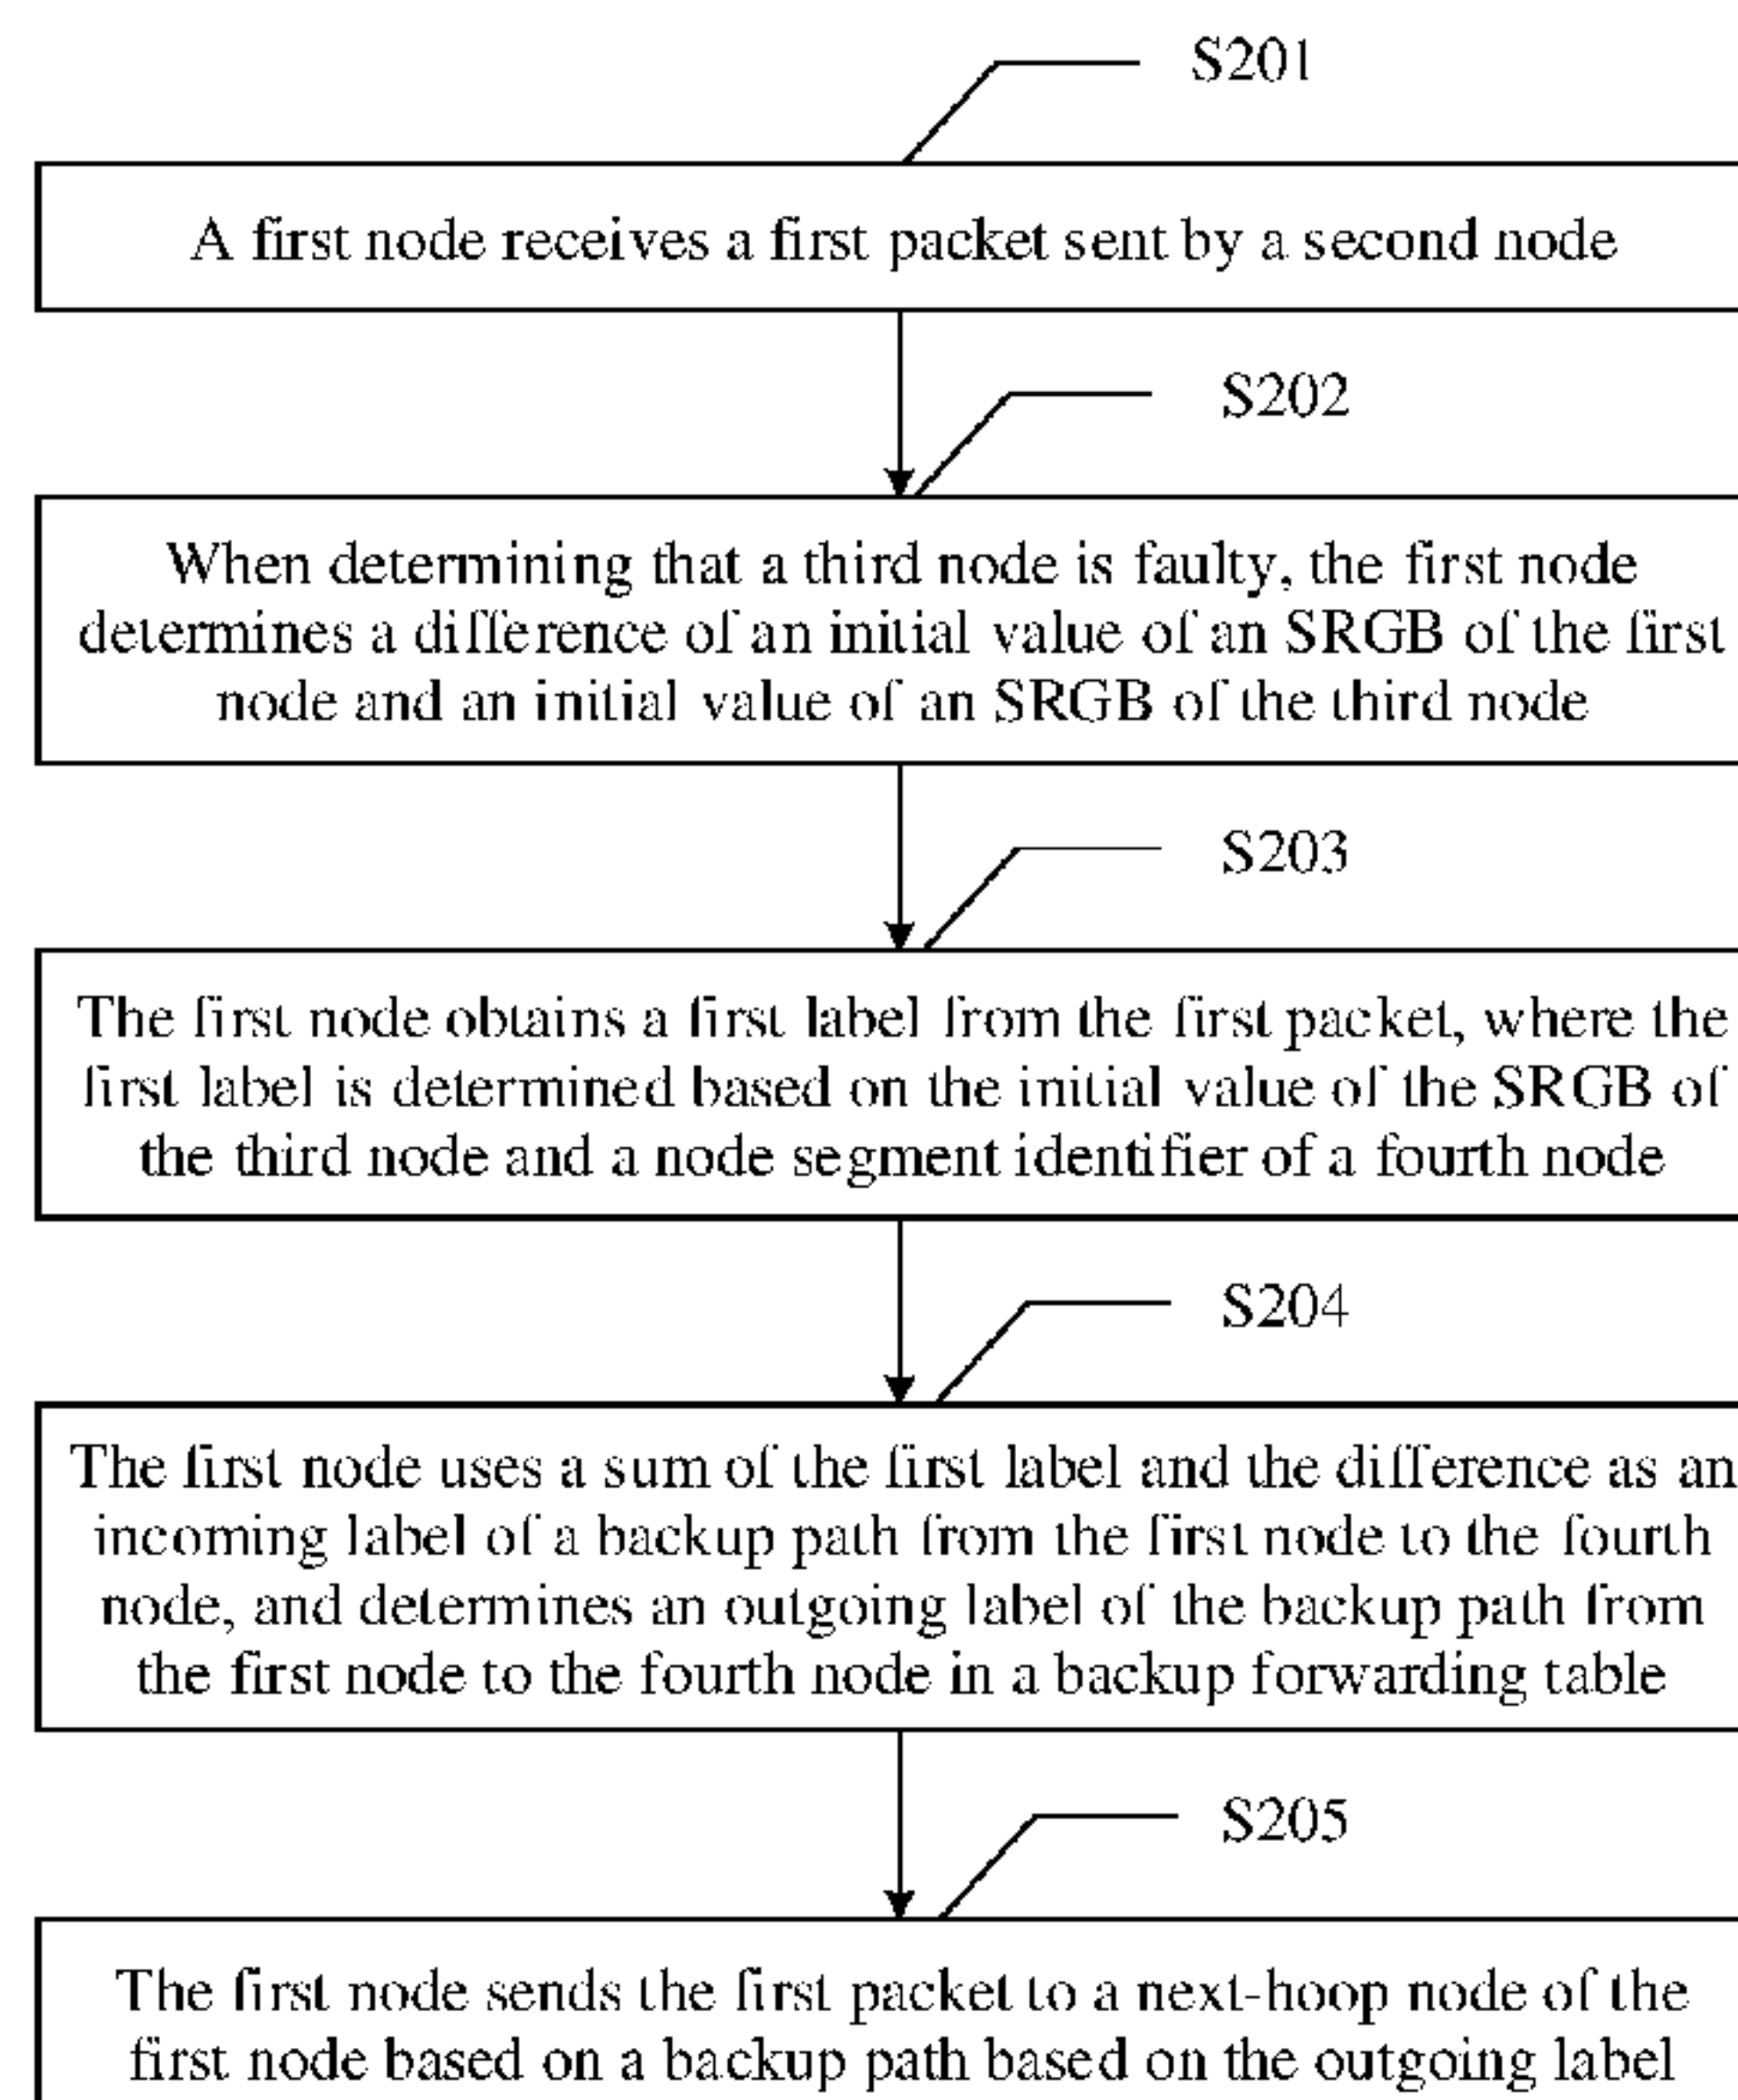 S201
A first node receives a first packet sent by a second node
S202
When determining that a third node is faulty, the first node
determines a difference of an initial value of an SRGB of the first
node and an initial value of an SRGB of the third node
S203
The first node obtains a first label from the first packet, where the
first label is determined based on the initial value of the SRGB of
the third node and a node segment identifier of a fourth node
S204
The first node uses a sum of the first label and the difference as an
incoming label of a backup path from the first node to the fourth
node, and determines an outgoing label of the backup path from
the first node to the fourth node in a backup forwarding table
S205
The first node sends the first packet to a next-hoop node of the
first node based on a backup path based on the outgoing label